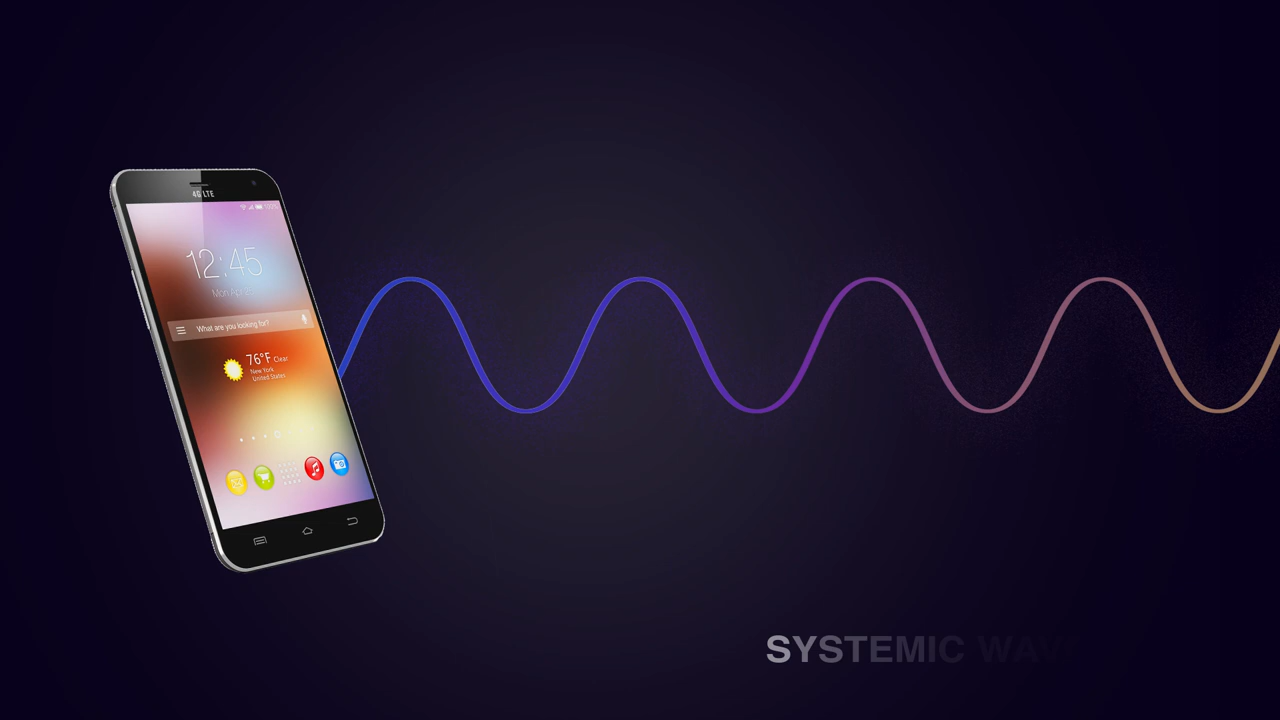 4G LTE
12:45
What are you looking for?
76°F Clear
New York
United States
SYSTEMIC